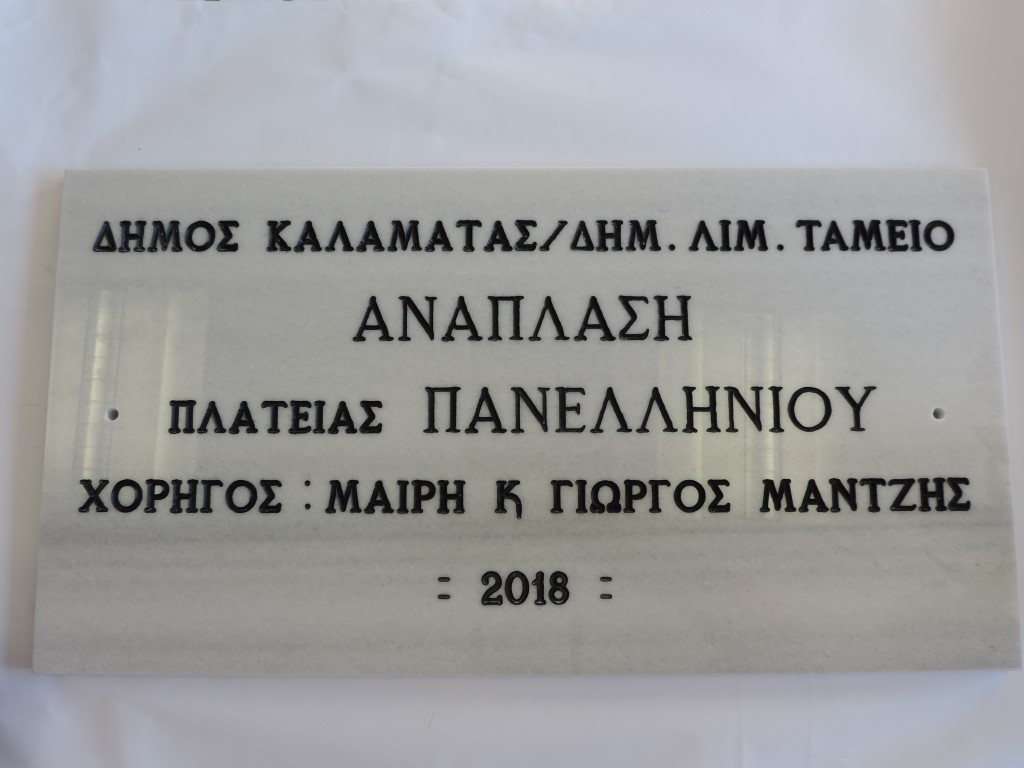 ΔΗΜΟΣ ΚΑΛΑΜΑΤΑΣ/ΔΗΜ. ΛΙΜ. ΤΑΜΕΙΟ
ΑΝΑΠΛΑΣΗ
ΠΛΑΤΕΙΑΣ ΠΑΝΕΛΛΗΝΙΟΥ
ΧΟΡΗΓΟΣ : ΜΑΙΡΗ Ϗ ΓΙΩΡΓΟΣ ΜΑΝΤΖΗΣ
= 2018 =